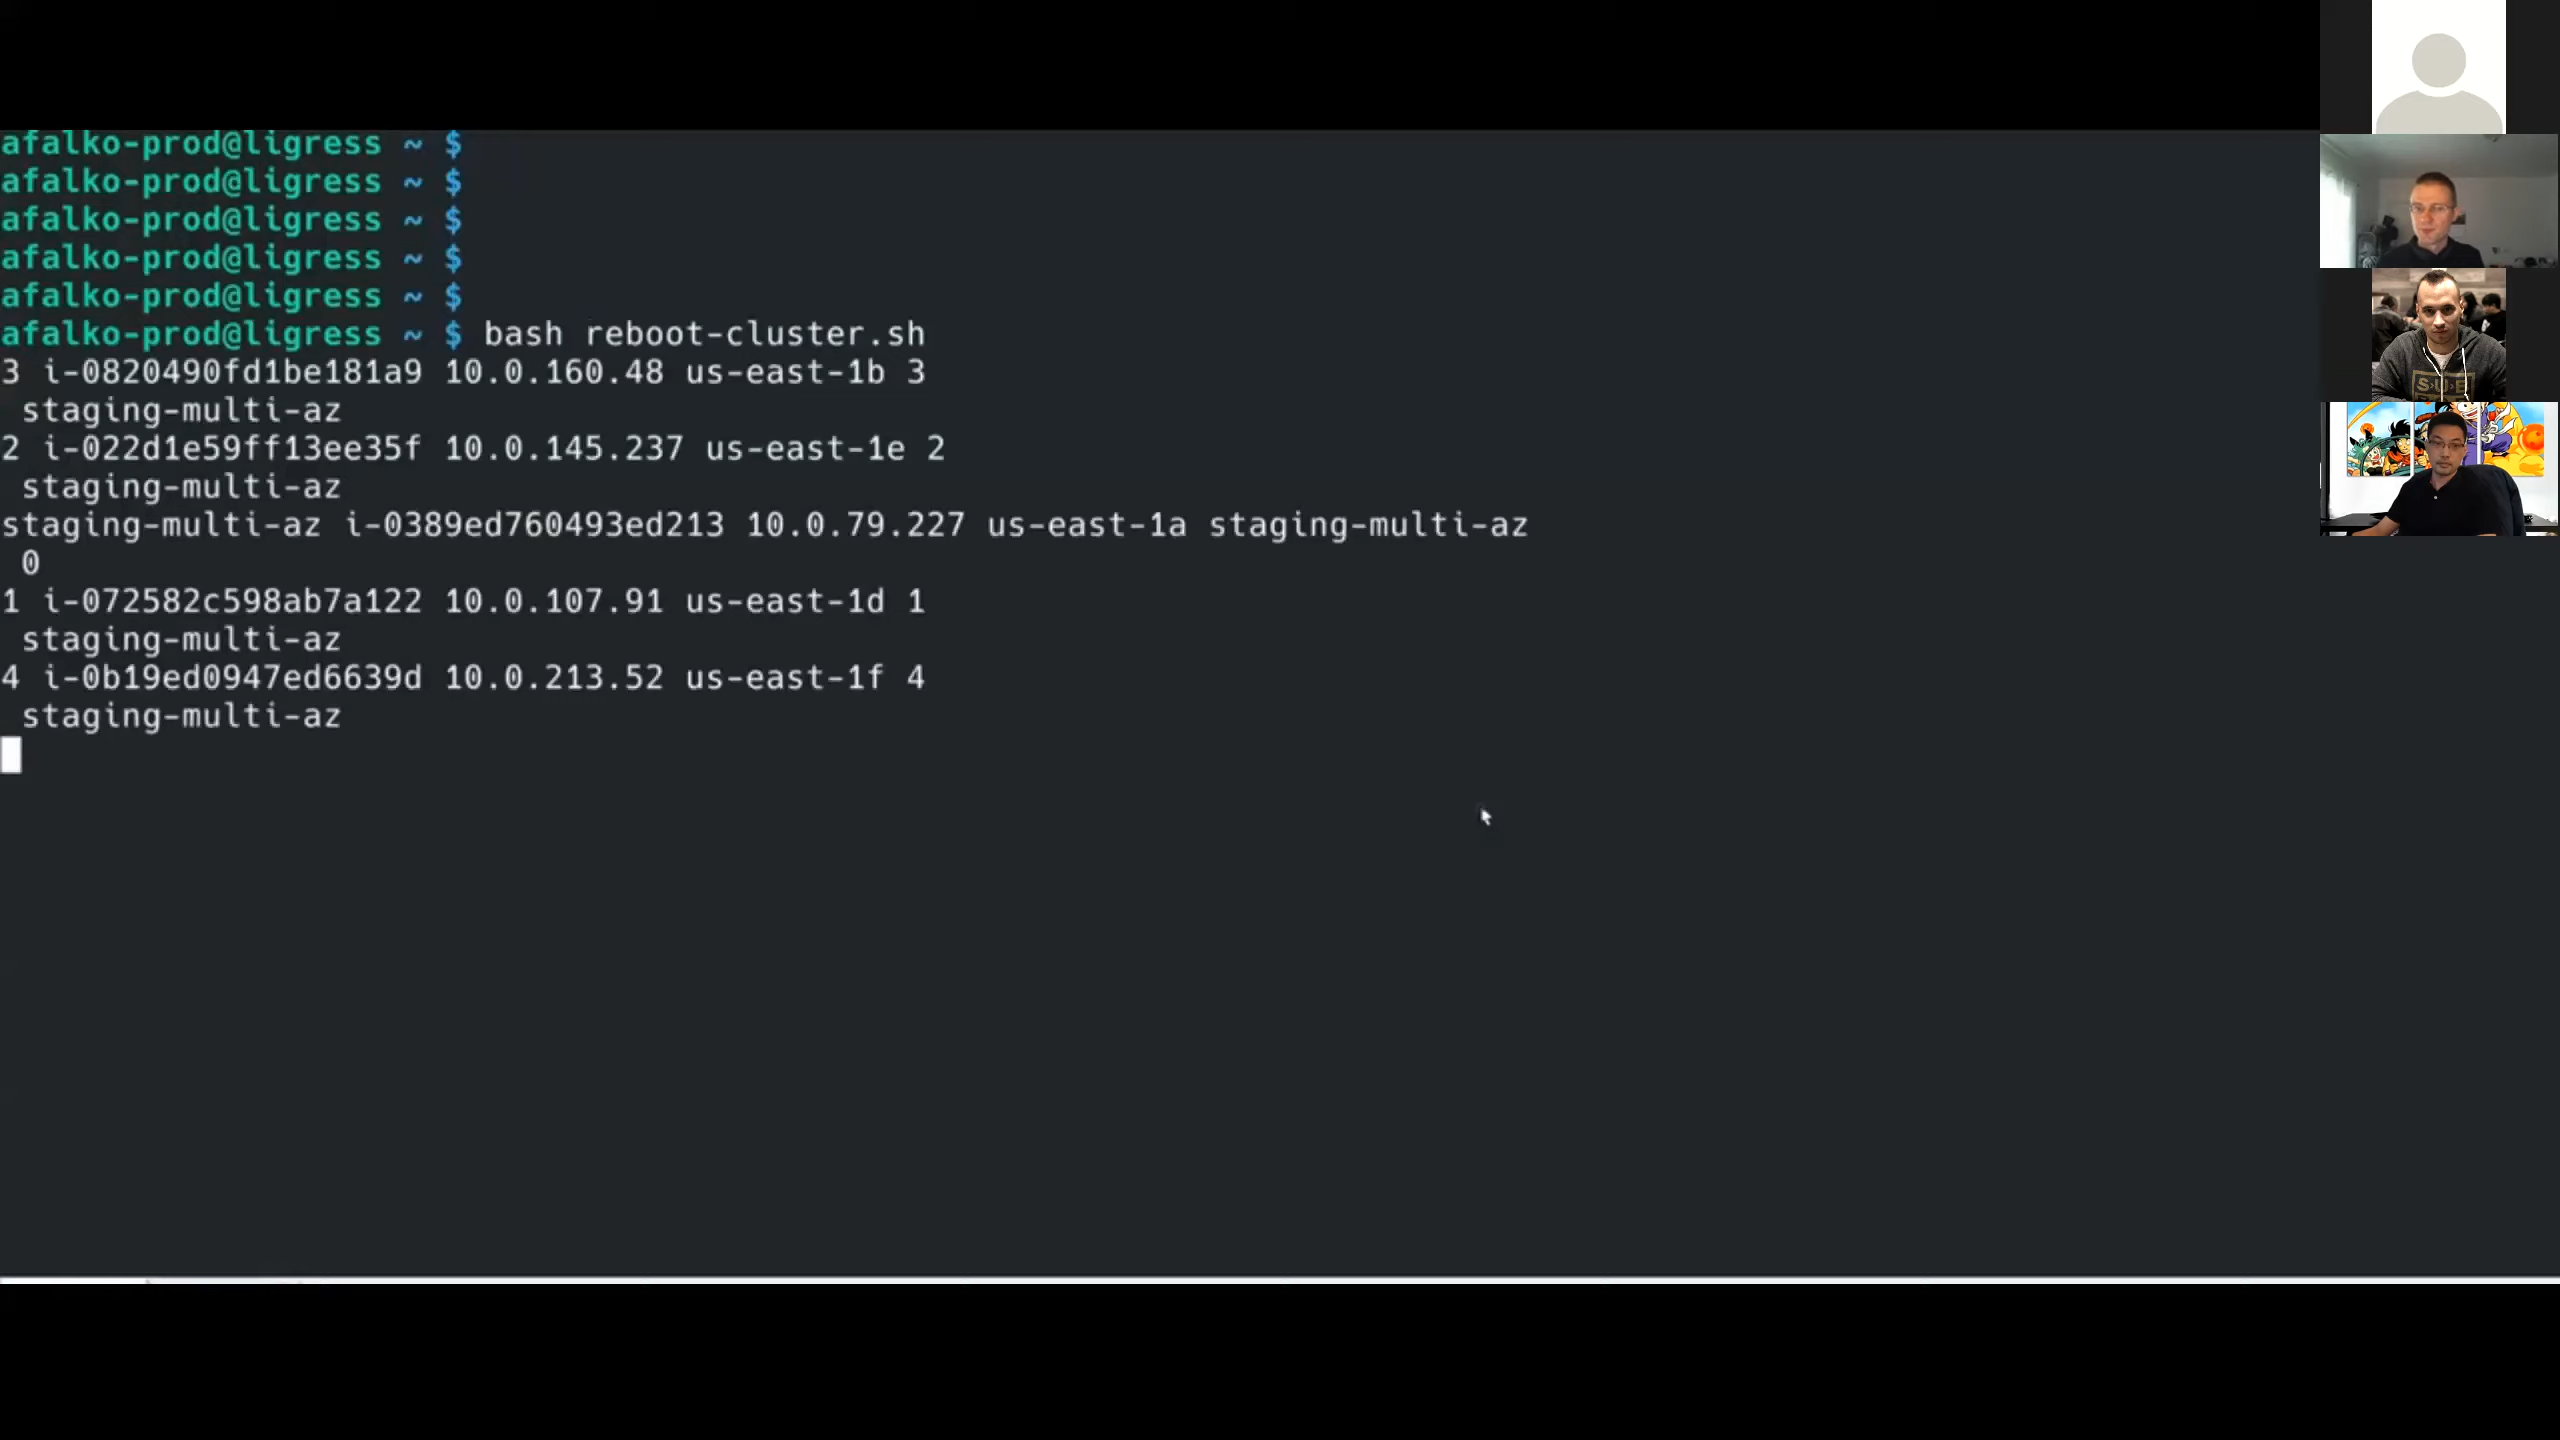 afalko-prod@ligress ~ $
afalko-prod@ligress ~ $
afalko-prod@ligress ~ $
afalko-prod@ligress ~ $
afalko-prod@ligress ~ $
afalko-prod@ligress ~ $ bash reboot-cluster.sh
3 i-0820490fd1be181a9 10.0.160.48 us-east-1b 3
staging-multi-az
2 i-022d1e59ff13ee35f 10.0.145.237 us-east-1e 2
staging-multi-az
staging-multi-az i-0389ed760493ed213 10.0.79.227 us-east-1a staging-multi-az
0
1 i-072582c598ab7a122 10.0.107.91 us-east-1d 1
staging-multi-az
4 i-0b19ed0947ed6639d 10.0.213.52 us-east-1f 4
staging-multi-az